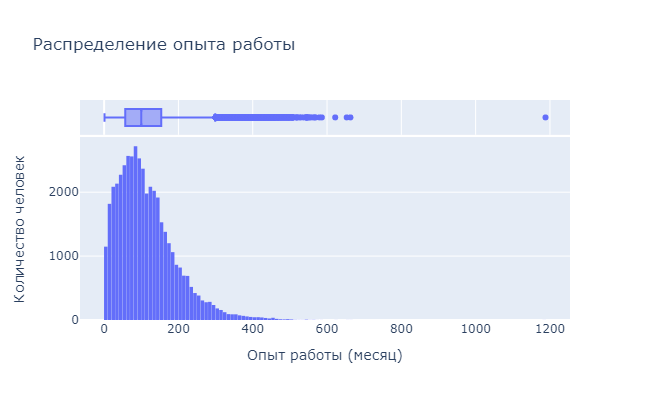 Распределение опыта работы
Количество человек
2000
1000
0
0 200 400 600 800 1000 1200
Опыт работы (месяц)